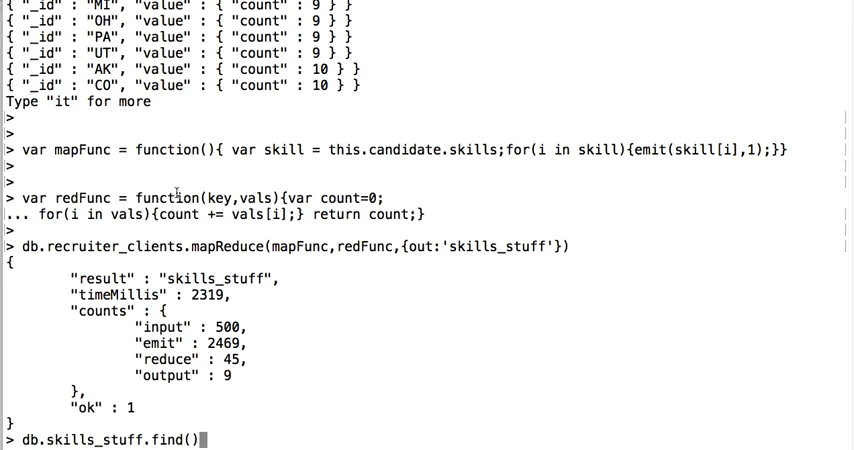 { "_id" : "MI", "value" : { "count" : 9 } }
{ "_id" : "OH", "value" : { "count" : 9 } }
{ "_id" : "PA", "value" : { "count" : 9 } }
{ "_id" : "UT", "value" : { "count" : 9 } }
{ "_id" : "AK", "value" : { "count" : 10 } }
{ "_id" : "CO", "value" : { "count" : 10 } }
Type "it" for more
>
>
> var mapFunc = function(){ var skill = this.candidate.skills;for(i in skill){emit(skill[i],1);}}
>
>
> var redFunc = function(key,vals){var count=0;
... for(i in vals){count += vals[i];} return count;}
>
> db.recruiter_clients.mapReduce(mapFunc,redFunc,{out:'skills_stuff'})
{
"result" : "skills_stuff",
"timeMillis" : 2319,
"counts" : {
"input" : 500,
"emit" : 2469,
"reduce" : 45,
"output" : 9
},
"ok" : 1
}
> db.skills_stuff.find()